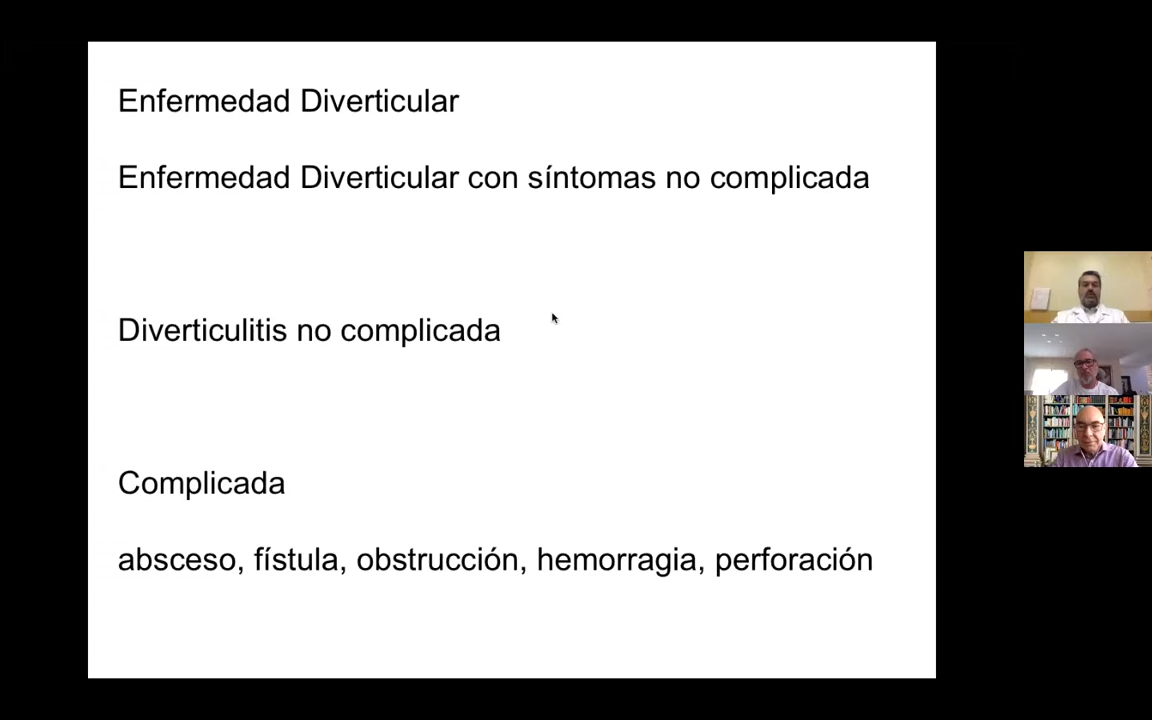 Enfermedad Diverticular
Enfermedad Diverticular con síntomas no complicada
Diverticulitis no complicada
Complicada
absceso, fístula, obstrucción, hemorragia, perforación